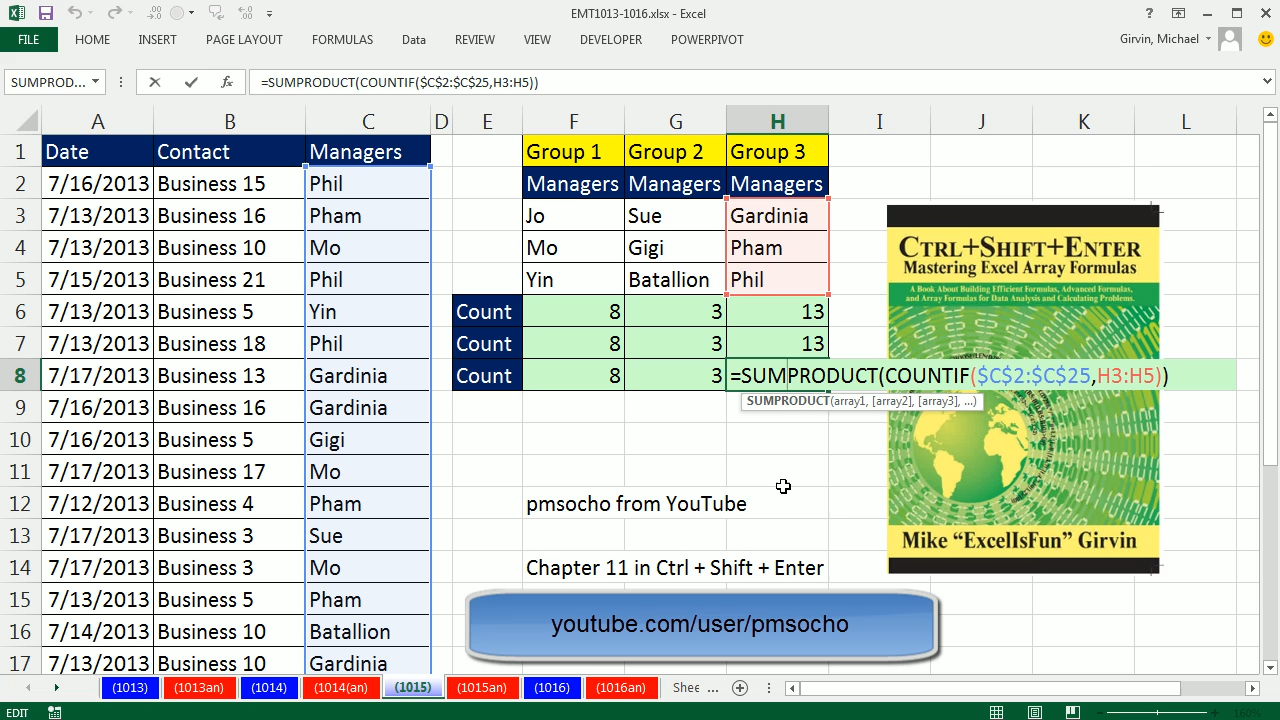 EMT1013-1016.xlsx - Excel
FILE HOME INSERT PAGE LAYOUT FORMULAS Data REVIEW VIEW DEVELOPER POWERPIVOT Girvin, Michael
SUMPROD... fx =SUMPRODUCT(COUNTIF($C$2:$C$25,H3:H5))
A B C D E F G H I J K L
1 Date Contact Managers Group 1 Group 2 Group 3
2 7/16/2013 Business 15 Phil Managers Managers Managers
3 7/13/2013 Business 16 Pham Jo Sue Gardinia
4 7/13/2013 Business 10 Mo Mo Gigi Pham
5 7/15/2013 Business 21 Phil Yin Batallion Phil
6 7/13/2013 Business 5 Yin Count 8 3 13
7 7/13/2013 Business 18 Phil Count 8 3 13
8 7/17/2013 Business 13 Gardinia Count 8 3 =SUMPRODUCT(COUNTIF($C$2:$C$25,H3:H5))
SUMPRODUCT(array1, [array2], [array3], ...)
9 7/17/2013 Business 16 Gardinia
10 7/16/2013 Business 5 Gigi
11 7/17/2013 Business 17 Mo
12 7/12/2013 Business 4 Pham pmsocho from YouTube
13 7/17/2013 Business 3 Sue
14 7/17/2013 Business 3 Mo Chapter 11 in Ctrl + Shift + Enter
15 7/13/2013 Business 5 Pham
16 7/14/2013 Business 10 Batallion
17 7/13/2013 Business 10 Gardinia
CTRL+SHIFT+ENTER
Mastering Excel Array Formulas
A Book About Building Efficient Formulas, Advanced Formulas,
and Array Formulas for Data Analysis and Calculating Problems.
Mike “ExcelIsFun” Girvin
youtube.com/user/pmsocho
(1013) (1013an) (1014) (1014(an) (1015) (1015an) (1016) (1016an) Shee ...
EDIT 160%